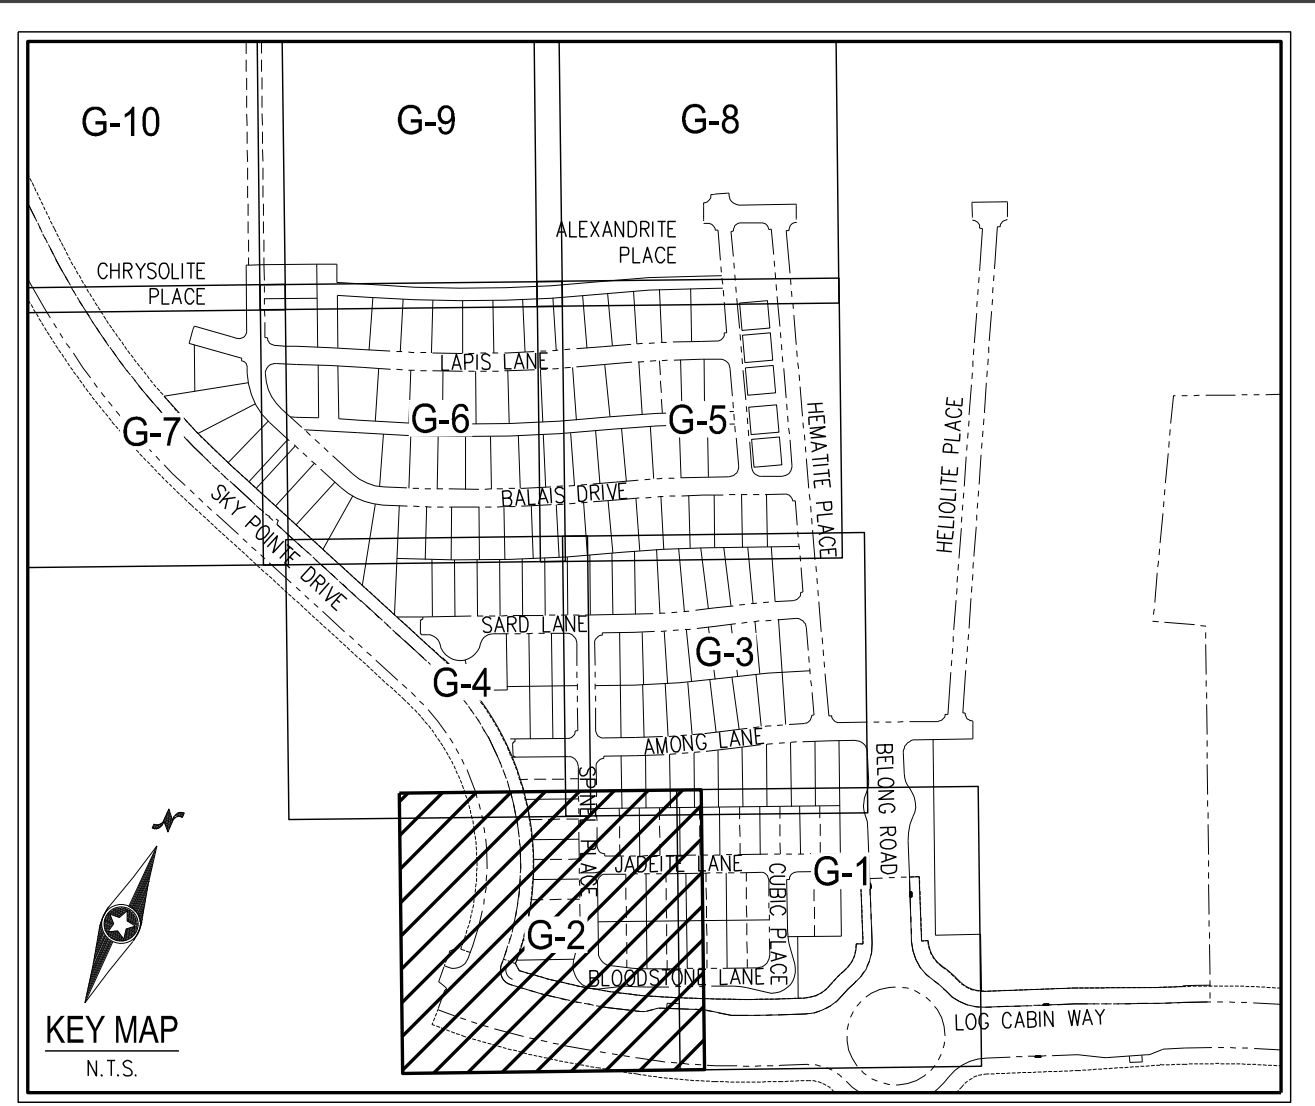 G-10
G-9
G-8
ALEXANDRITE
PLACE
CHRYSOLITE
PLACE
LAPIS LANE
G-6
G-5
G-7
HEMATITE PLACE
HELIOLITE PLACE
BALAIS DRIVE
SKY POINTE DRIVE
SARD LANE
G-3
G-4
AMONG LANE
BELONG ROAD
SPINEL PLACE
JADEITE LANE
CUBIC PLACE
G-1
G-2
BLOODSTONE LANE
LOG CABIN WAY
N
KEY MAP
N.T.S.